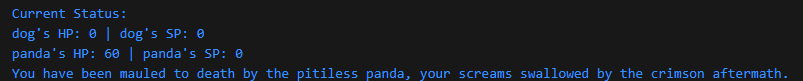 Current Status:
dog's HP: 0 | dog's SP: 0
panda's HP: 60 | panda's SP: 0
You have been mauled to death by the pitiless panda, your screams swallowed by the crimson aftermath.